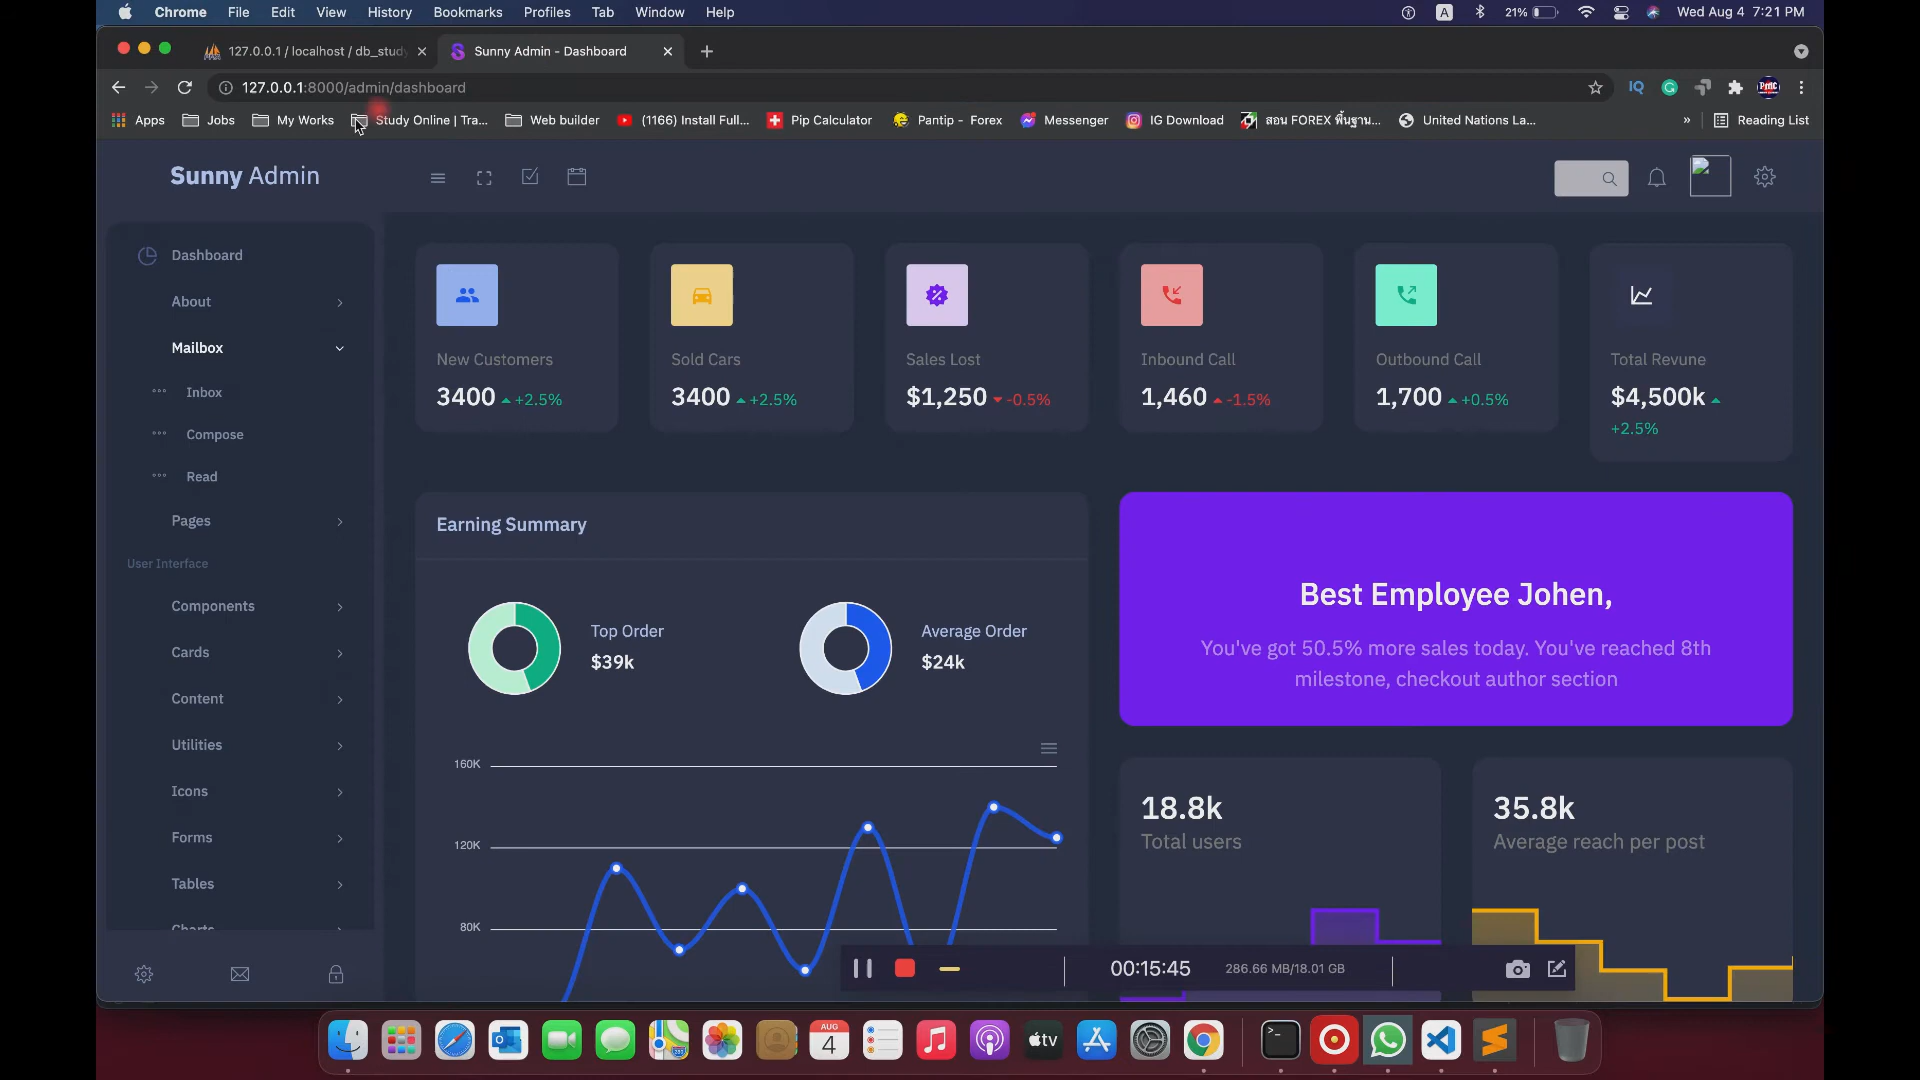 Chrome File Edit View History Bookmarks Profiles Tab Window Help
A 21% Wed Aug 4 7:21 PM
127.0.0.1 / localhost / db_study
Sunny Admin - Dashboard
127.0.0.1:8000/admin/dashboard
Apps Jobs My Works Study Online | Tra... Web builder (1166) Install Full... Pip Calculator Pantip - Forex Messenger IG Download สอน FOREX พื้นฐาน... United Nations La... » Reading List
Sunny Admin
Dashboard
About
Mailbox
Inbox
Compose
Read
Pages
User Interface
Components
Cards
Content
Utilities
Icons
Forms
Tables
Charts
New Customers
3400 +2.5%
Sold Cars
3400 +2.5%
Sales Lost
$1,250 -0.5%
Inbound Call
1,460 -1.5%
Outbound Call
1,700 +0.5%
Total Revune
$4,500k
+2.5%
Earning Summary
Top Order
$39k
Average Order
$24k
160K
120K
80K
Best Employee Johen,
You've got 50.5% more sales today. You've reached 8th
milestone, checkout author section
18.8k
Total users
35.8k
Average reach per post
00:15:45 286.66 MB/18.01 GB
AUG
4
tv